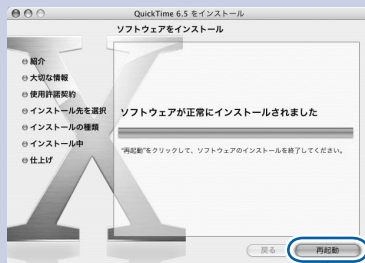 QuickTime 6.5 をインストール
ソフトウェアをインストール
紹介
大切な情報
使用許諾契約
インストール先を選択
インストールの種類
インストール中
仕上げ
ソフトウェアが正常にインストールされました
"再起動"をクリックして、ソフトウェアのインストールを終了してください。
戻る
再起動